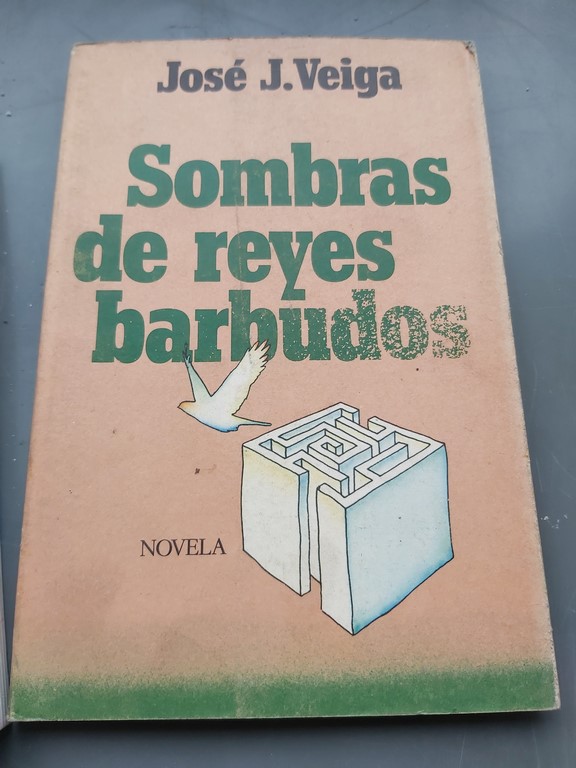 José J. Veiga
Sombras
de reyes
barbudos
NOVELA